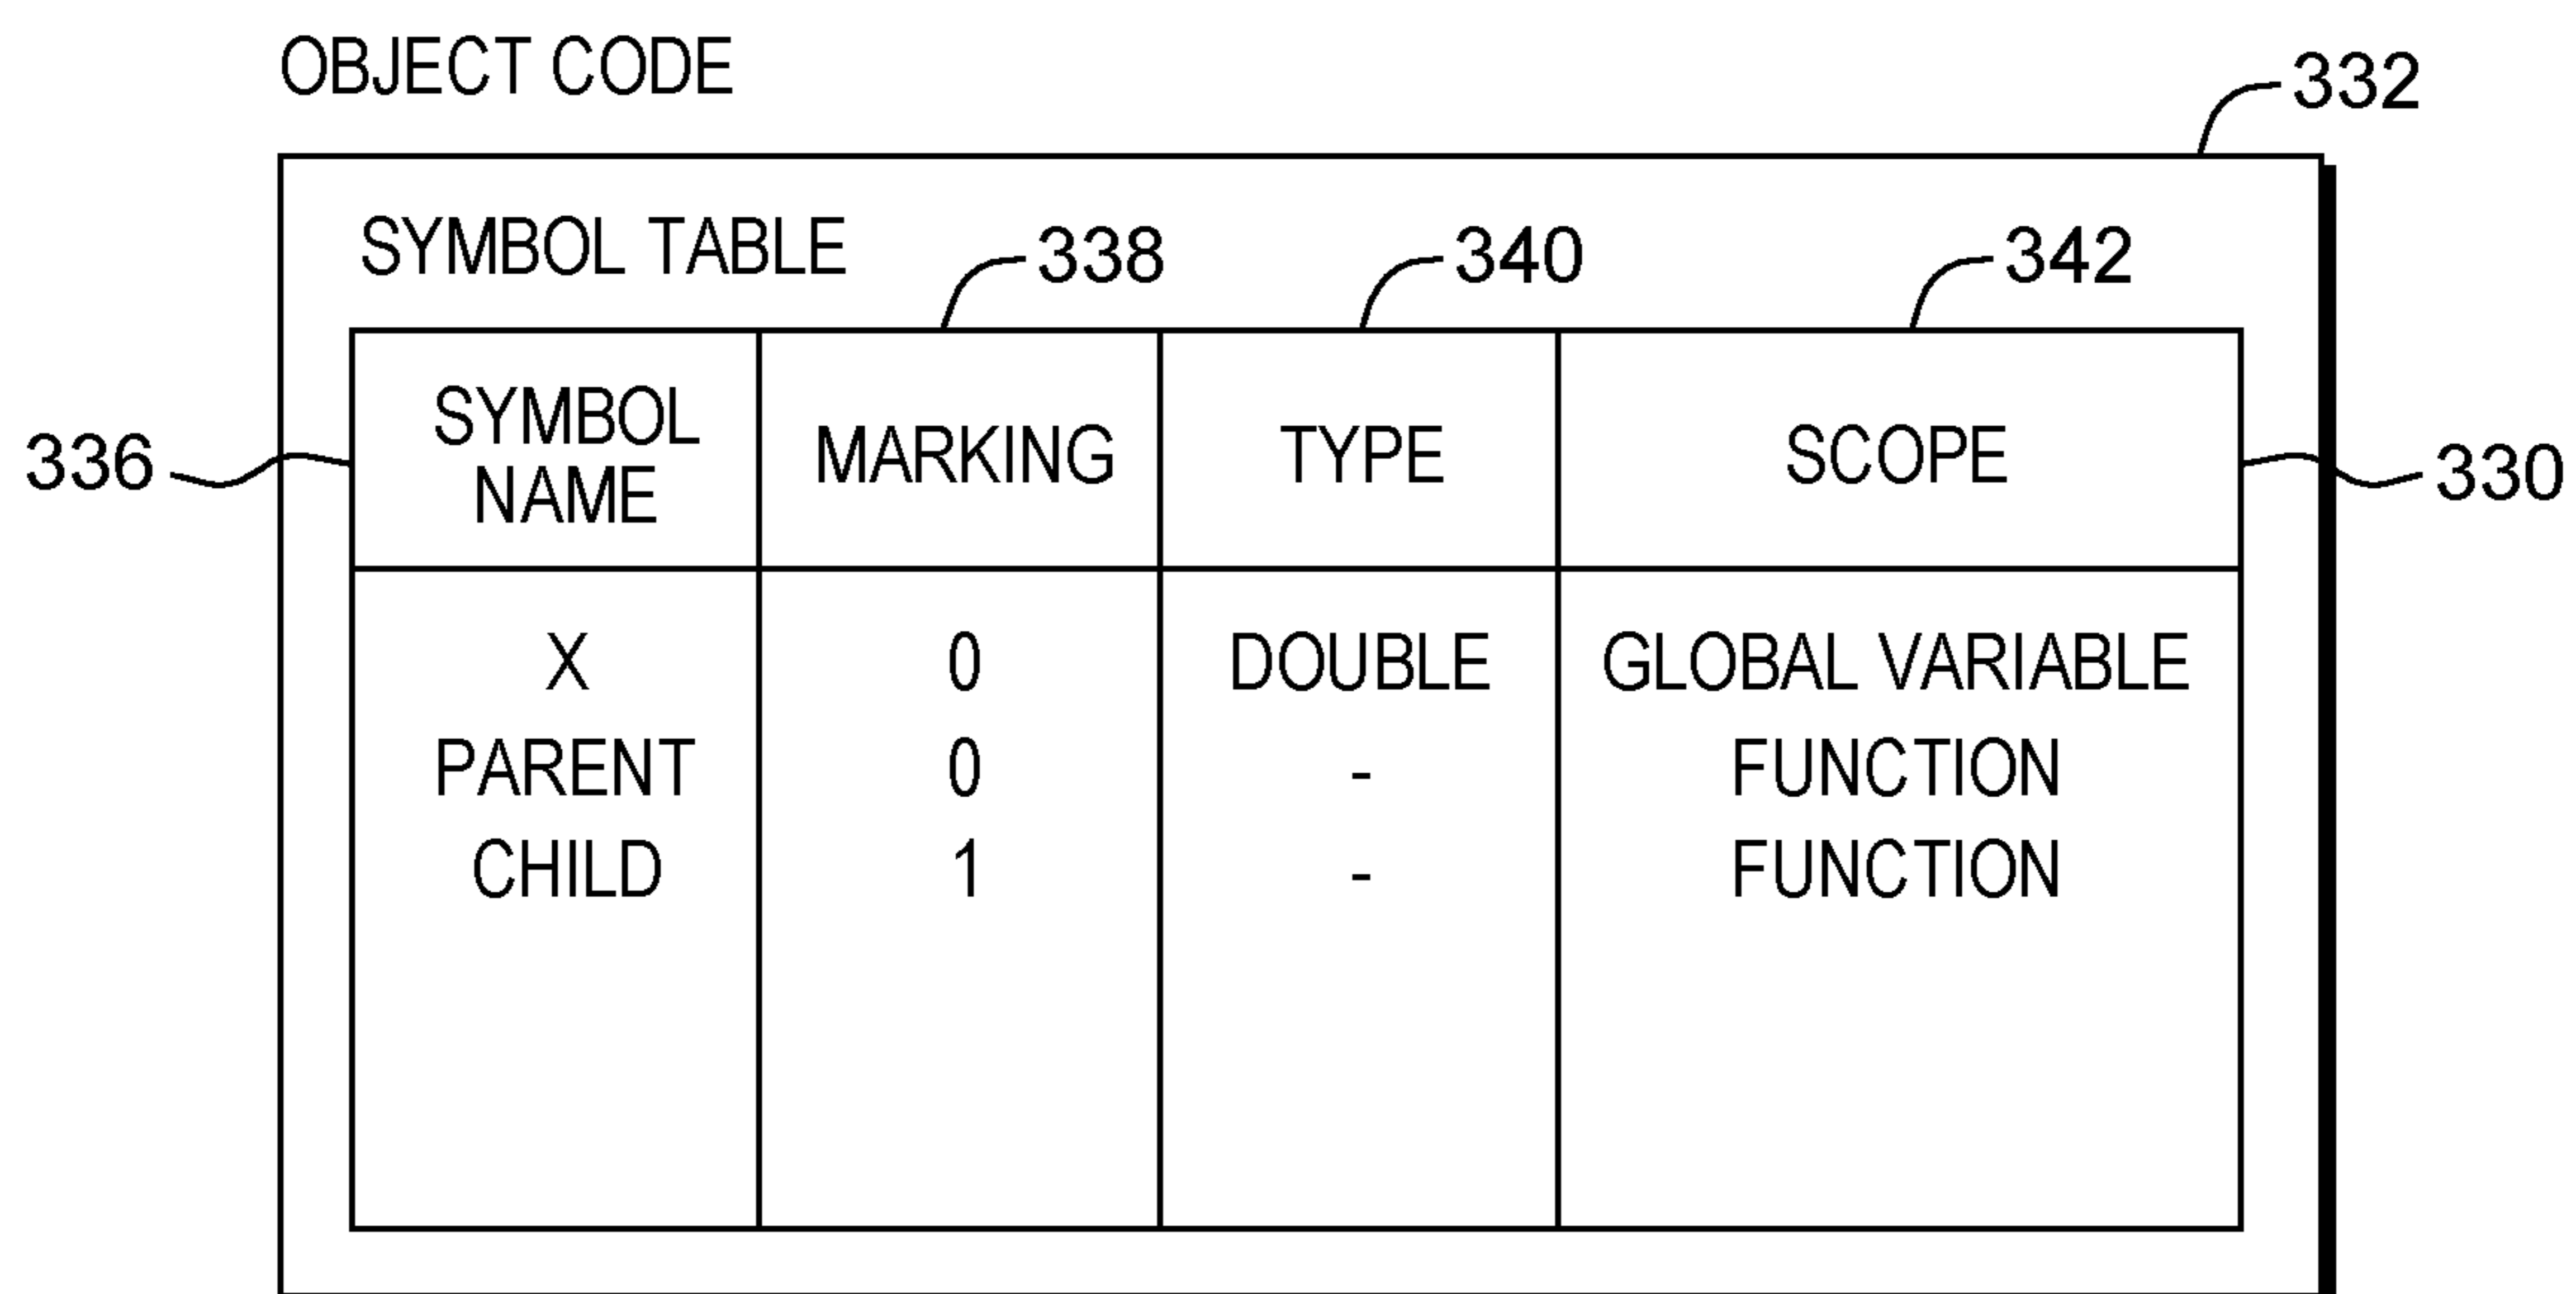 OBJECT CODE
332
SYMBOL TABLE
338
340
342
336
SYMBOL
NAME
MARKING
TYPE
SCOPE
330
X 0 DOUBLE GLOBAL VARIABLE
PARENT 0 - FUNCTION
CHILD 1 - FUNCTION